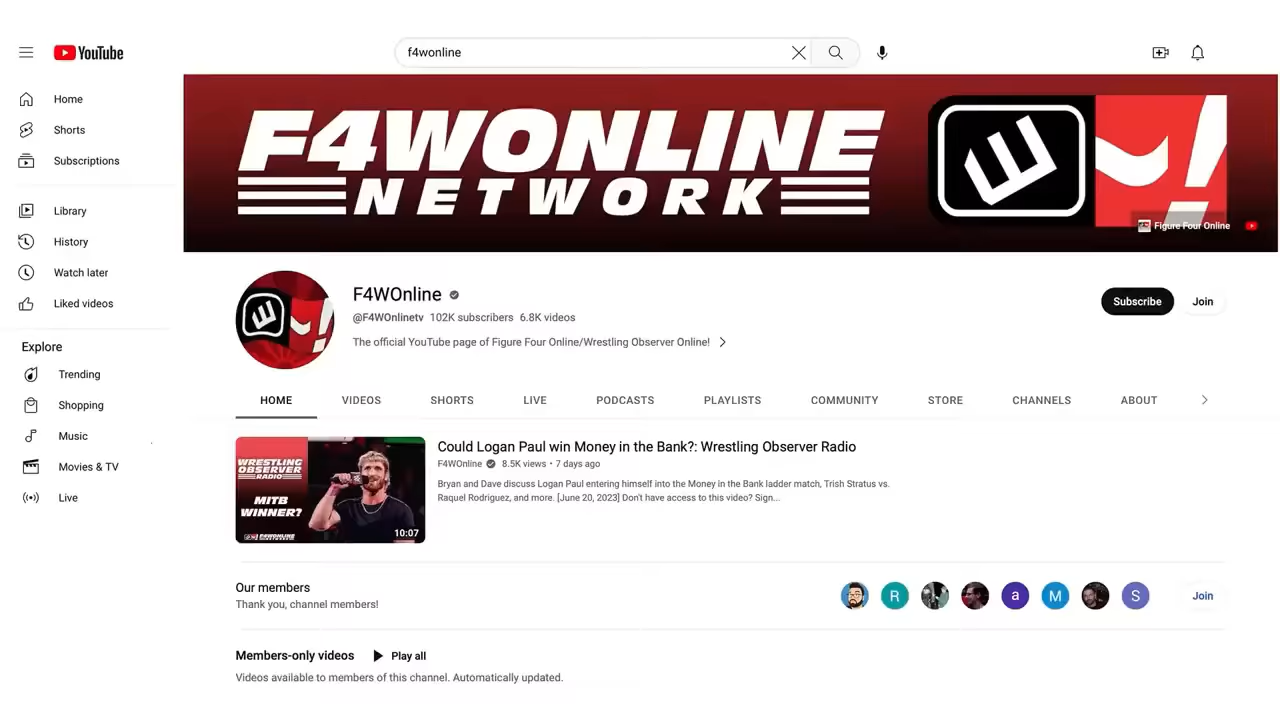 YouTube
f4wonline
Home
Shorts
Subscriptions
Library
History
Watch later
Liked videos
Explore
Trending
Shopping
Music
Movies & TV
Live
F4WONLINE
NETWORK
Figure Four Online
F4WOnline
@F4WOnlinetv 102K subscribers 6.8K videos
The official YouTube page of Figure Four Online/Wrestling Observer Online!
Subscribe
Join
HOME VIDEOS SHORTS LIVE PODCASTS PLAYLISTS COMMUNITY STORE CHANNELS ABOUT
WRESTLING
OBSERVER
RADIO
MITB
WINNER?
F4WONLINE
10:07
Could Logan Paul win Money in the Bank?: Wrestling Observer Radio
F4WOnline 8.5K views • 7 days ago
Bryan and Dave discuss Logan Paul entering himself into the Money in the Bank ladder match, Trish Stratus vs.
Raquel Rodriguez, and more. [June 20, 2023] Don't have access to this video? Sign...
Our members
Thank you, channel members!
R a M S
Join
Members-only videos Play all
Videos available to members of this channel. Automatically updated.